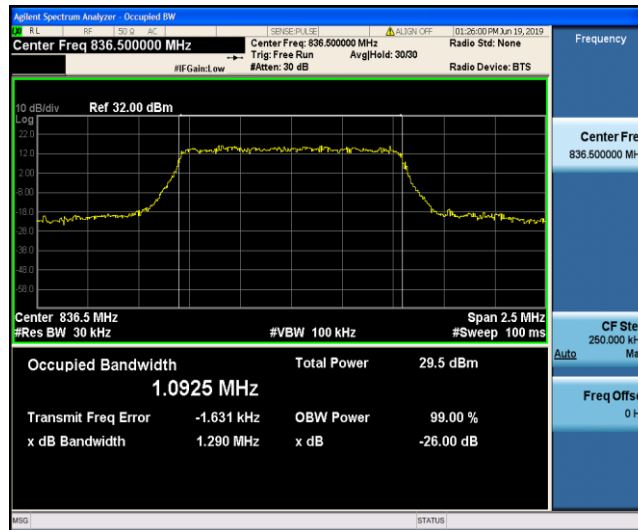 Agilent Spectrum Analyzer - Occupied BW
RL RF 50 Ω AC SENSE:PULSE ALIGN OFF 01:26:00 PM Jun 19, 2019
Center Freq 836.500000 MHz Center Freq: 836.500000 MHz Radio Std: None Frequency
Trig: Free Run Avg|Hold: 30/30
#IFGain:Low #Atten: 30 dB Radio Device: BTS
10 dB/div Ref 32.00 dBm
Log
22.0
12.0
2.00
-8.00
-18.0
-28.0
-38.0
-48.0
-58.0
Center 836.5 MHz Span 2.5 MHz
#Res BW 30 kHz #VBW 100 kHz #Sweep 100 ms
Occupied Bandwidth Total Power 29.5 dBm
1.0925 MHz
Transmit Freq Error -1.631 kHz OBW Power 99.00 %
x dB Bandwidth 1.290 MHz x dB -26.00 dB
Center Fre
836.500000 MH
CF Ste
250.000 kH
Auto Ma
Freq Offse
0 H
MSG STATUS